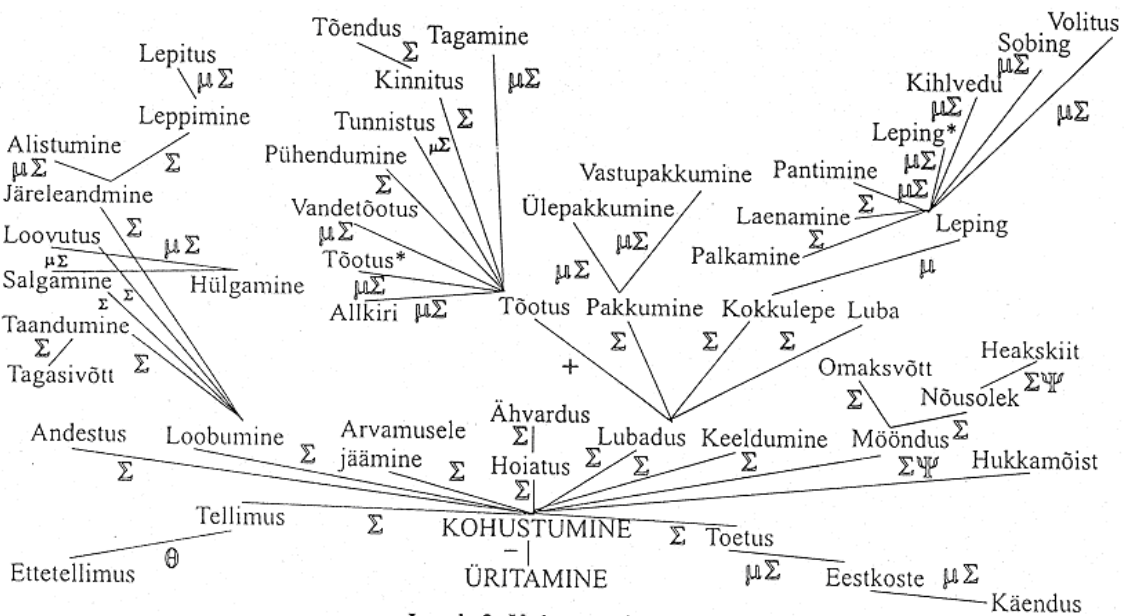 Volitus
Tõendus
Tagamine
Sobing
Σ
μΣ
Lepitus
Kinnitus
μΣ
Kihlvedu
μΣ
μΣ
μΣ
Leppimine
Tunnistus
Σ
Leping*
Alistumine
μΣ
μΣ
μΣ
Σ
Pühendumine
Vastupakkumine
Pantimine
μΣ
Järeleandmine
Σ
Ülepakkumine
Laenamine
Σ
Leping
Loovutus
Σ
μΣ
Vandetõotus
μΣ
μΣ
Palkamine
Σ
μΣ
Tõotus*
μΣ
μ
Salgamine
Hülgamine
μΣ
Σ
Σ
Allkiri
μΣ
Tõotus
Pakkumine
Kokkulepe
Luba
Taandumine
Σ
Σ
Σ
Σ
Heakskiit
Tagasivõtt
Σ
+
Omaksvõtt
ΣΨ
Σ
Nõusolek
Andestus
Loobumine
Arvamusele
jäämine
Ähvardus
Σ
Lubadus
Keeldumine
Mööndus
Σ
Σ
Σ
Σ
Hoiatus
Σ
Σ
Σ
ΣΨ
Hukkamõist
Σ
Tellimus
Σ
KOHUSTUMINE
Σ
Toetus
Ettetellimus
θ
–
ÜRITAMINE
μΣ
Eestkoste
μΣ
Käendus